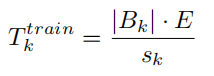 T_k^{train} = \frac{|B_k| \cdot E}{s_k}